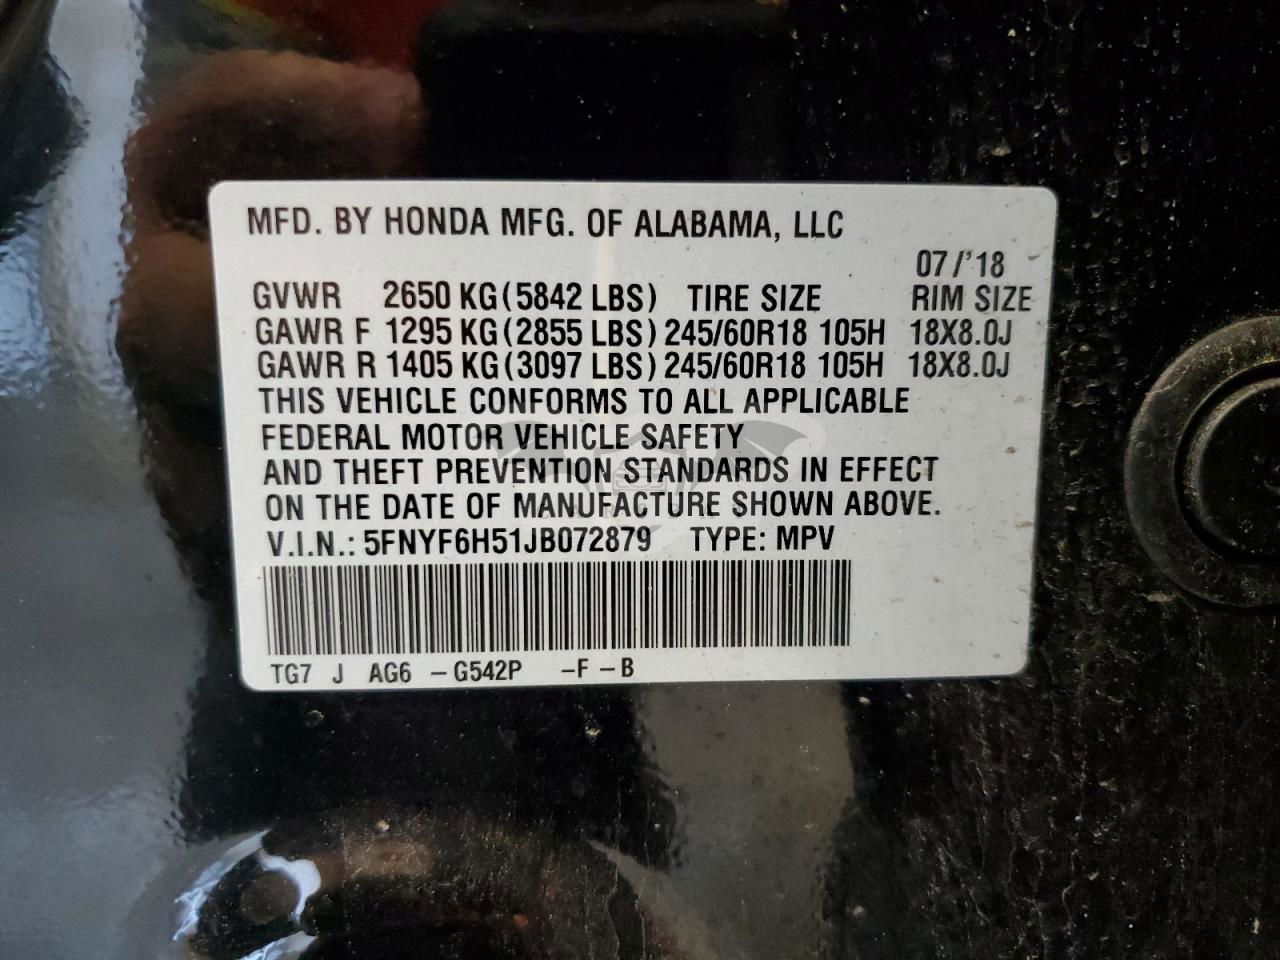 MFD. BY HONDA MFG. OF ALABAMA, LLC
07/'18
GVWR 2650 KG(5842 LBS) TIRE SIZE RIM SIZE
GAWR F 1295 KG(2855 LBS) 245/60R18 105H 18X8.0J
GAWR R 1405 KG(3097 LBS) 245/60R18 105H 18X8.0J
THIS VEHICLE CONFORMS TO ALL APPLICABLE
FEDERAL MOTOR VEHICLE SAFETY
AND THEFT PREVENTION STANDARDS IN EFFECT
ON THE DATE OF MANUFACTURE SHOWN ABOVE.
V.I.N.: 5FNYF6H51JB072879 TYPE: MPV
TG7 J AG6 -G542P -F-B